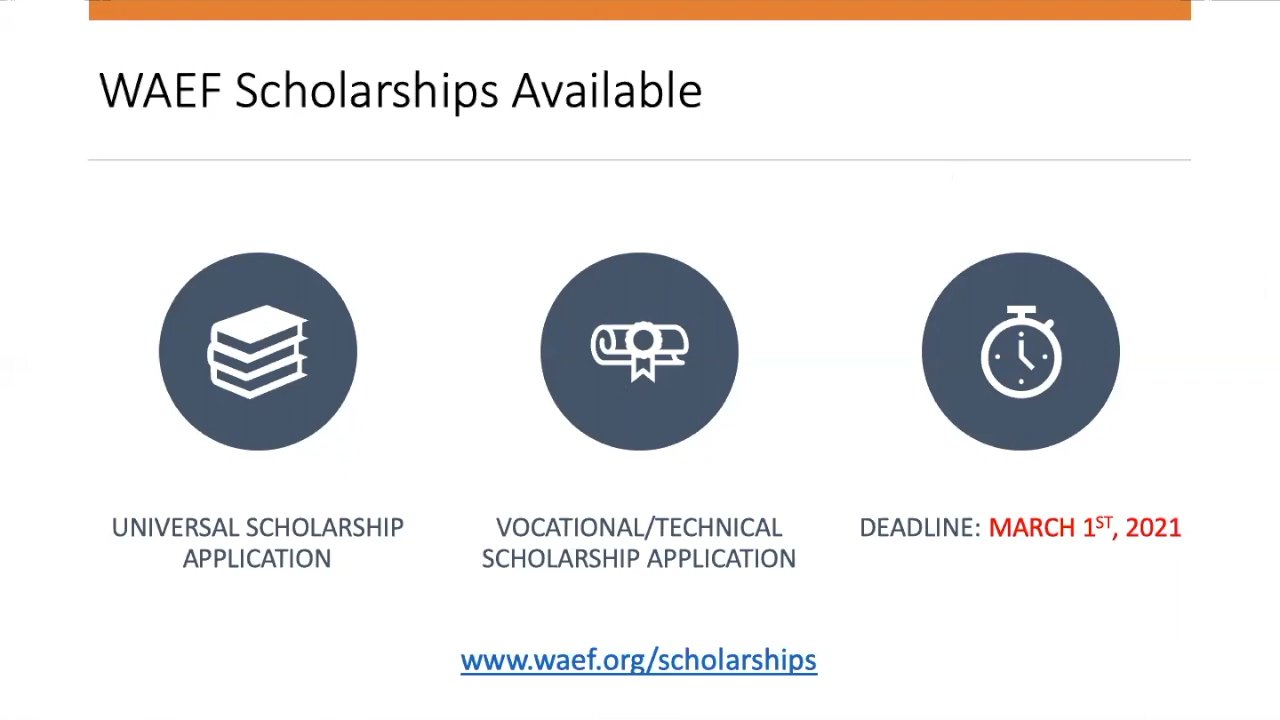 WAEF Scholarships Available
UNIVERSAL SCHOLARSHIP
APPLICATION
VOCATIONAL/TECHNICAL
SCHOLARSHIP APPLICATION
DEADLINE: MARCH 1ST, 2021
www.waef.org/scholarships